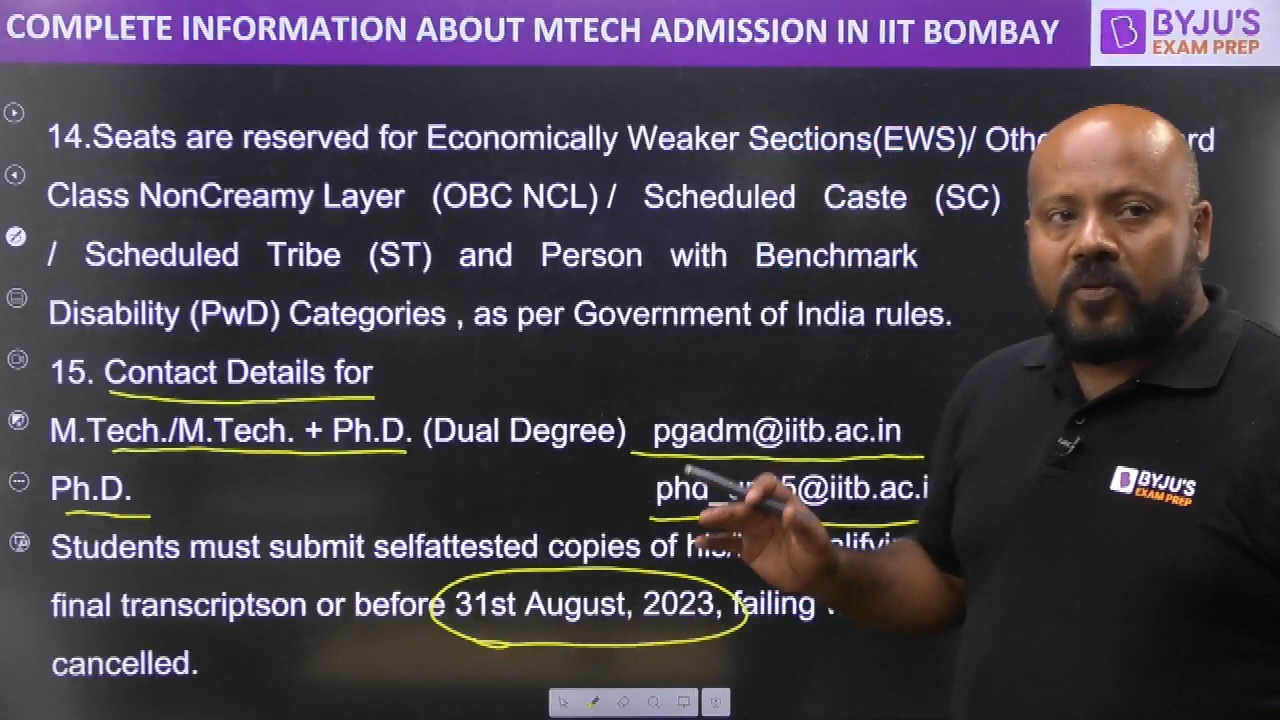 COMPLETE INFORMATION ABOUT MTECH ADMISSION IN IIT BOMBAY
BYJU'S
EXAM PREP
14.Seats are reserved for Economically Weaker Sections(EWS)/
Class NonCreamy Layer (OBC NCL) / Scheduled Caste (SC)
/ Scheduled Tribe (ST) and Person with Benchmark
Disability (PwD) Categories , as per Government of India rules.
15. Contact Details for
M.Tech./M.Tech. + Ph.D. (Dual Degree) pgadm@iitb.ac.in
Ph.D.
Students must submit selfattested copies of
final transcriptson or before 31st August, 2023, failing
cancelled.
BYJU'S
EXAM PREP